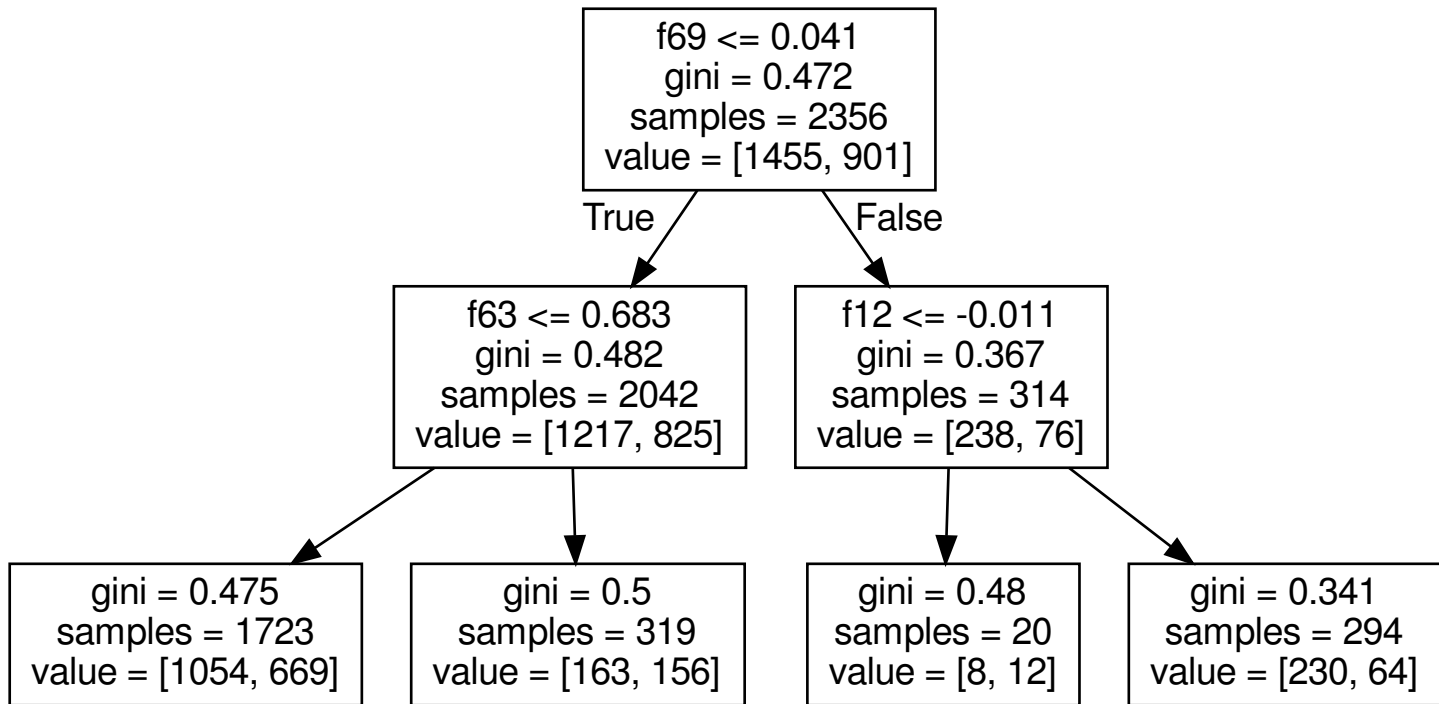 f69 <= 0.041
gini = 0.472
samples = 2356
value = [1455, 901]
True
False
f63 <= 0.683
gini = 0.482
samples = 2042
value = [1217, 825]
f12 <= -0.011
gini = 0.367
samples = 314
value = [238, 76]
gini = 0.475
samples = 1723
value = [1054, 669]
gini = 0.5
samples = 319
value = [163, 156]
gini = 0.48
samples = 20
value = [8, 12]
gini = 0.341
samples = 294
value = [230, 64]